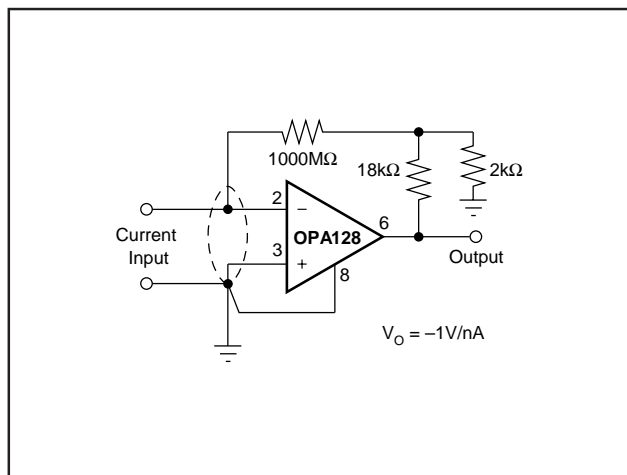 1000MΩ
18kΩ
2kΩ
2
–
OPA128
6
3
+
8
Current
Input
Output
V_O = –1V/nA